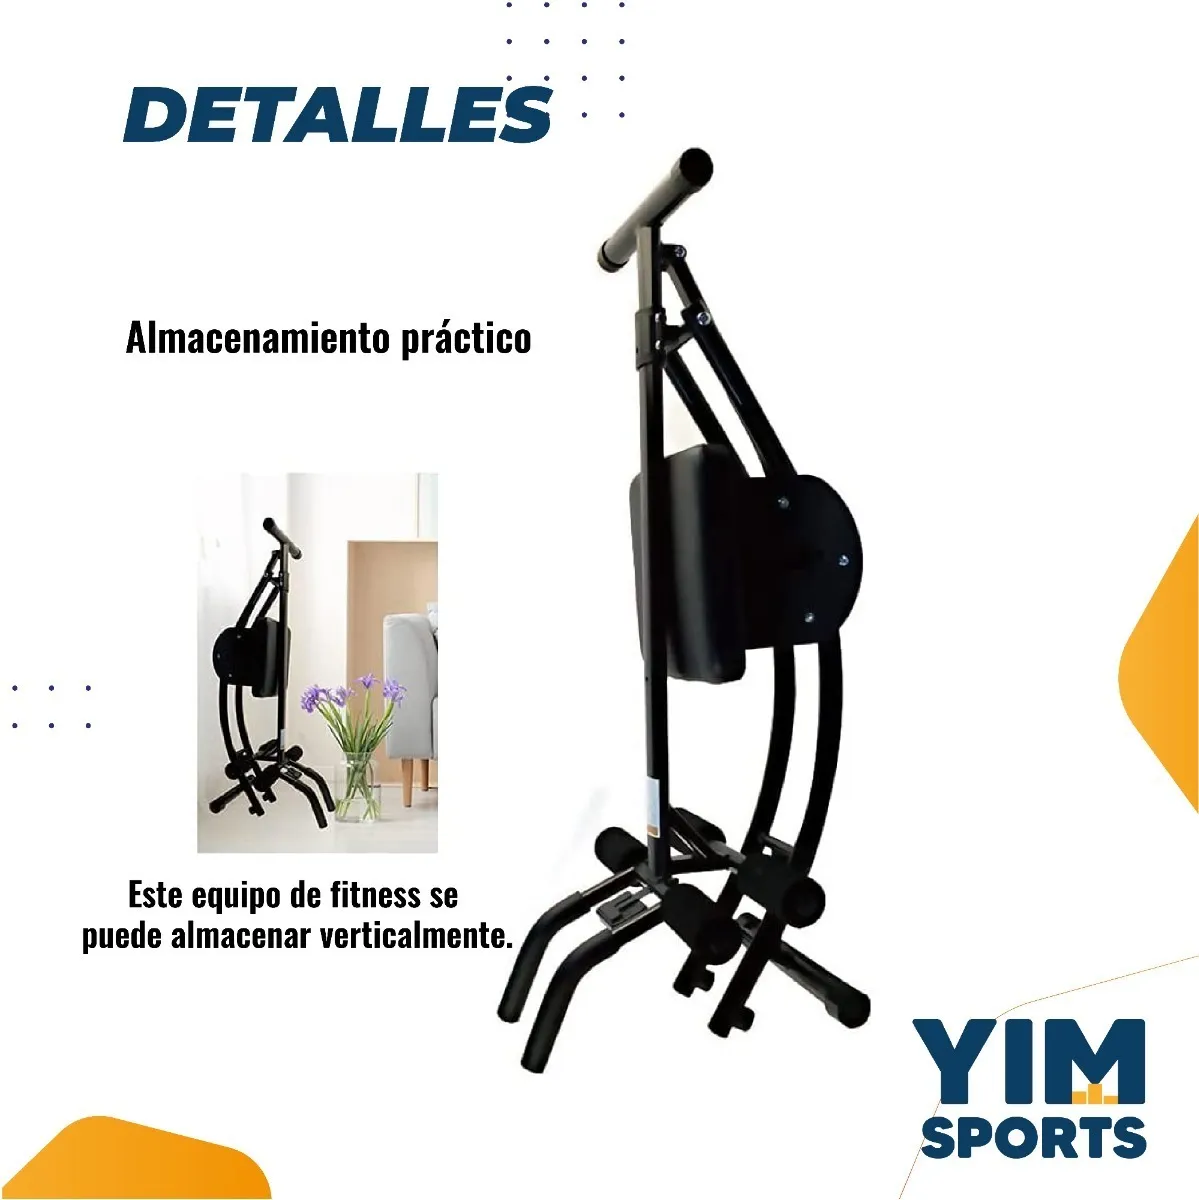 DETALLES
Almacenamiento práctico
Este equipo de fitness se
puede almacenar verticalmente.
YIM
SPORTS